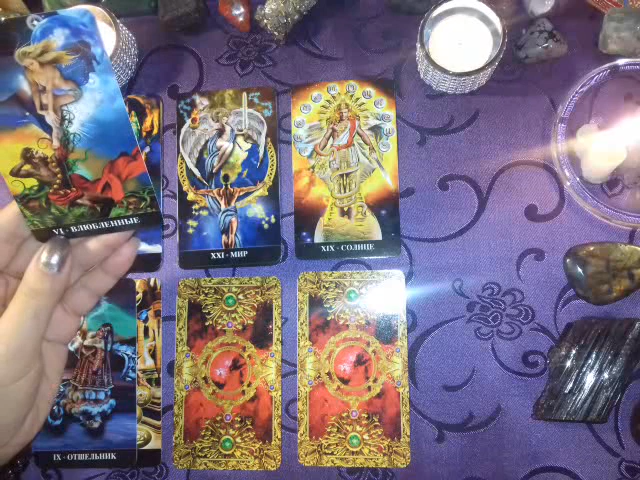 VI - ВЛЮБЛЕННЫЕ
XXI - МИР
XIX - СОЛНЦЕ
IX - ОТШЕЛЬНИК